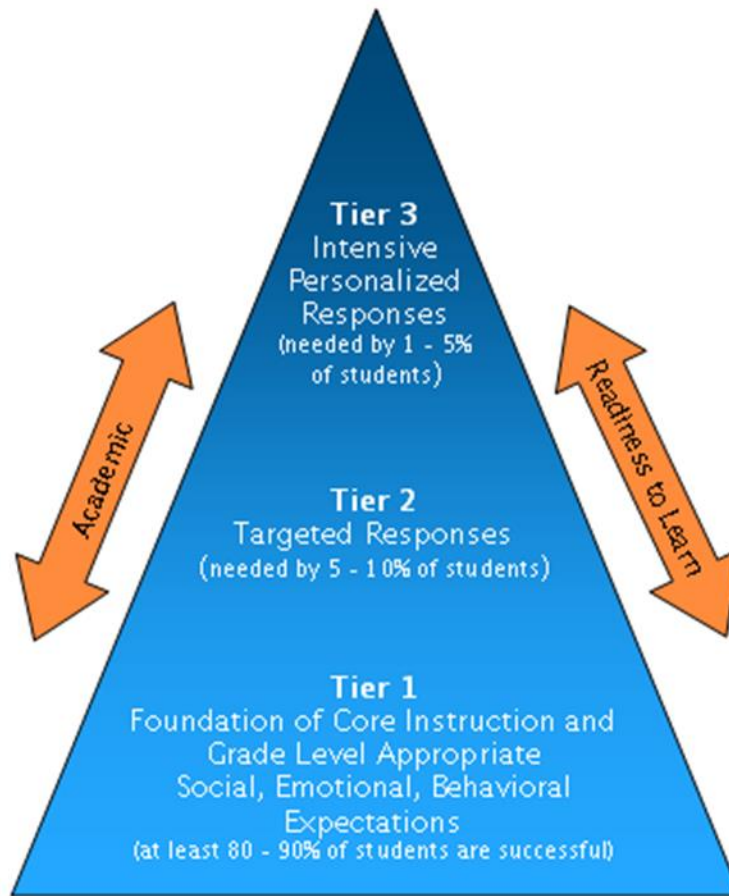 Tier 3
Intensive
Personalized
Responses
(needed by 1 - 5%
of students)
Academic
Readiness to Learn
Tier 2
Targeted Responses
(needed by 5 - 10% of students)
Tier 1
Foundation of Core Instruction and
Grade Level Appropriate
Social, Emotional, Behavioral
Expectations
(at least 80 - 90% of students are successful)